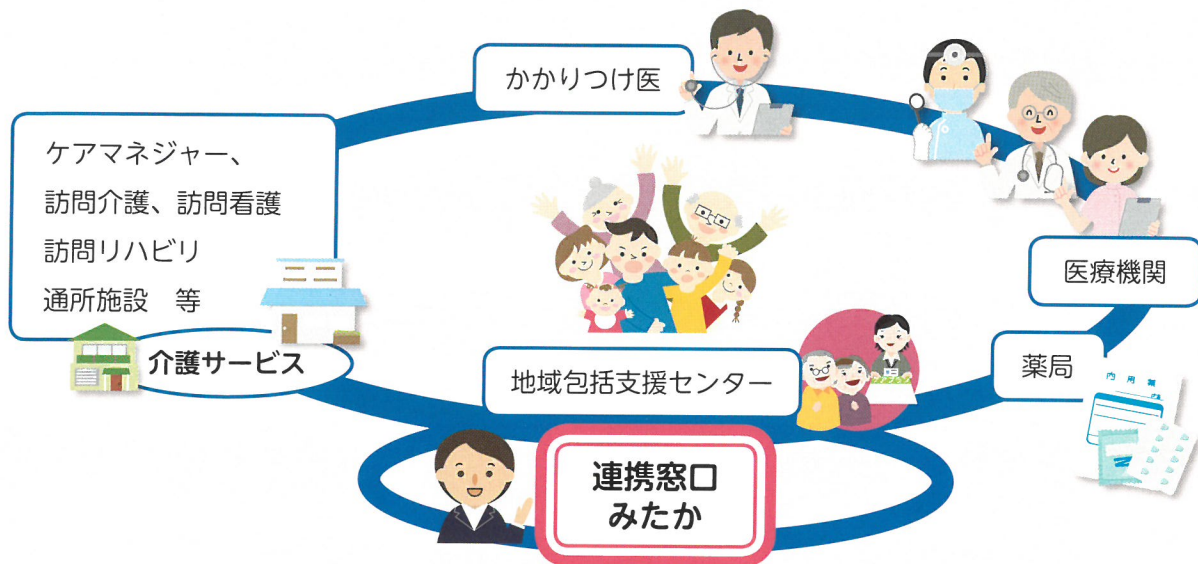 かかりつけ医
ケアマネジャー、
訪問介護、訪問看護
訪問リハビリ
通所施設　等
介護サービス
医療機関
薬局
内用薬
地域包括支援センター
連携窓口
みたか